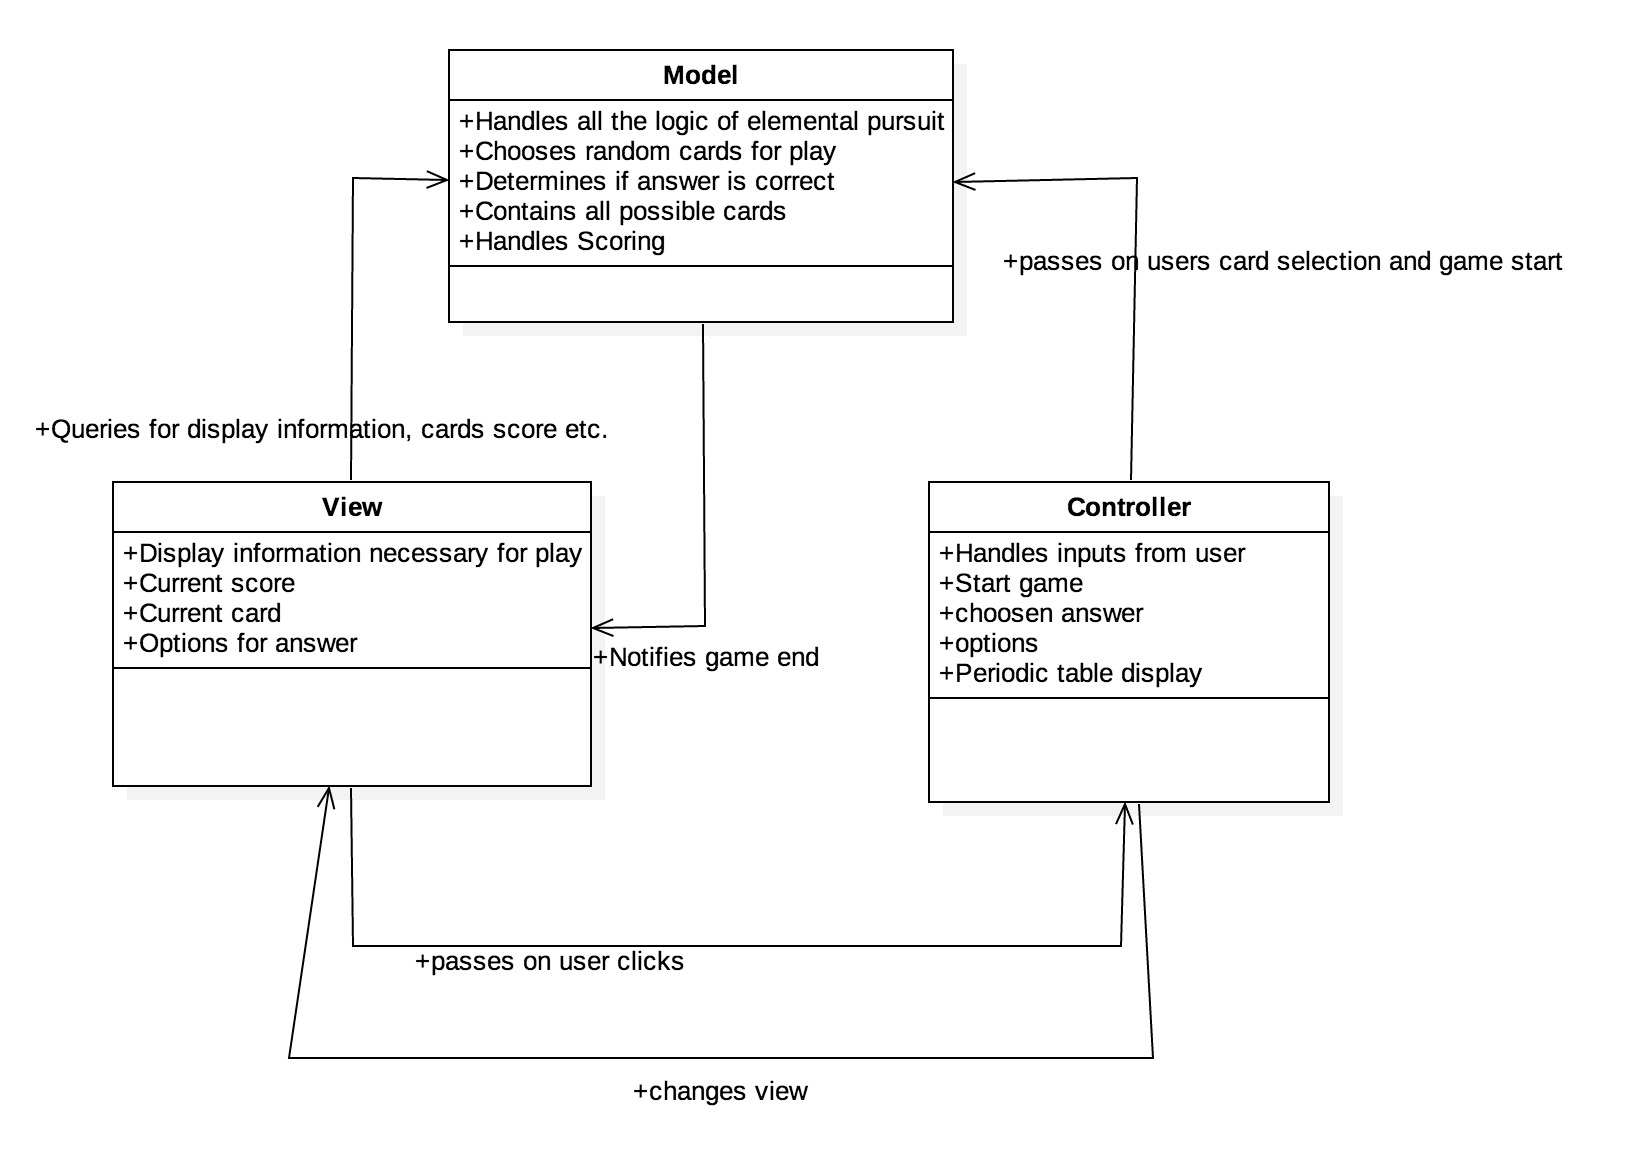 Model
+Handles all the logic of elemental pursuit
+Chooses random cards for play
+Determines if answer is correct
+Contains all possible cards
+Handles Scoring
+passes on users card selection and game start
+Queries for display information, cards score etc.
View
+Display information necessary for play
+Current score
+Current card
+Options for answer
+Notifies game end
Controller
+Handles inputs from user
+Start game
+choosen answer
+options
+Periodic table display
+passes on user clicks
+changes view